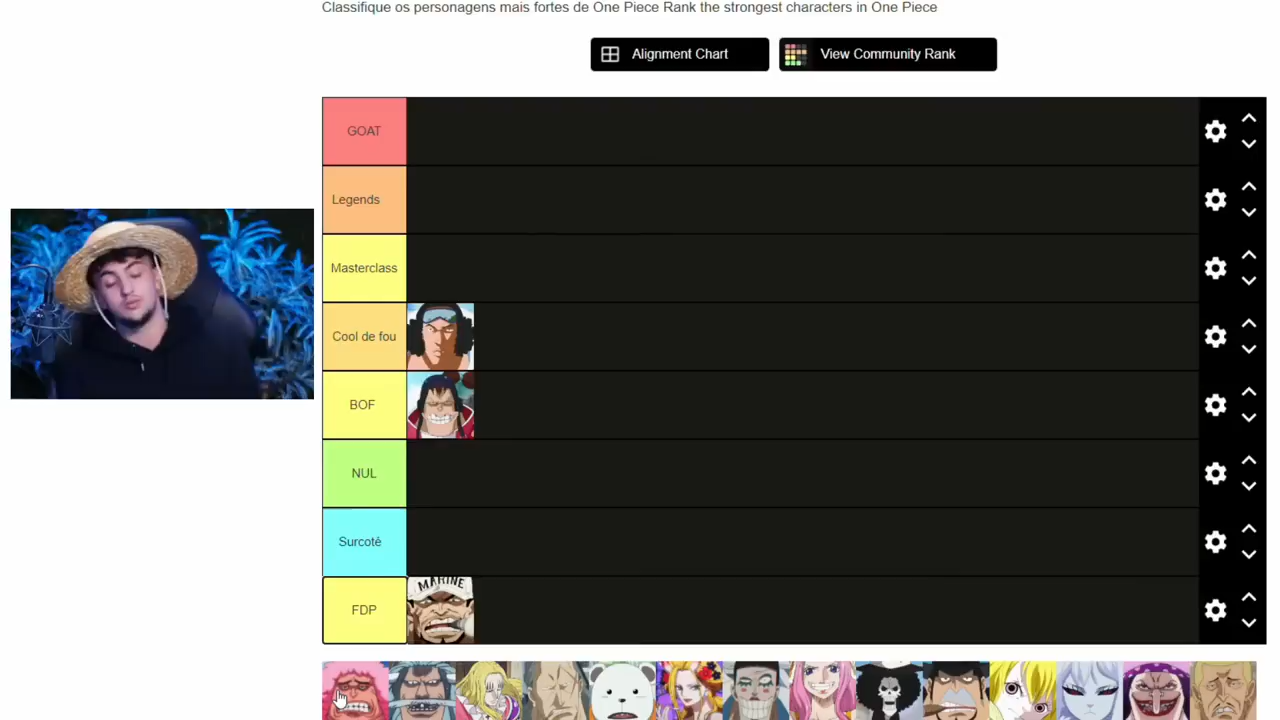 Classifique os personagens mais fortes de One Piece Rank the strongest characters in One Piece
Alignment Chart
View Community Rank
GOAT
Legends
Masterclass
Cool de fou
BOF
NUL
Surcoté
FDP
MARINE